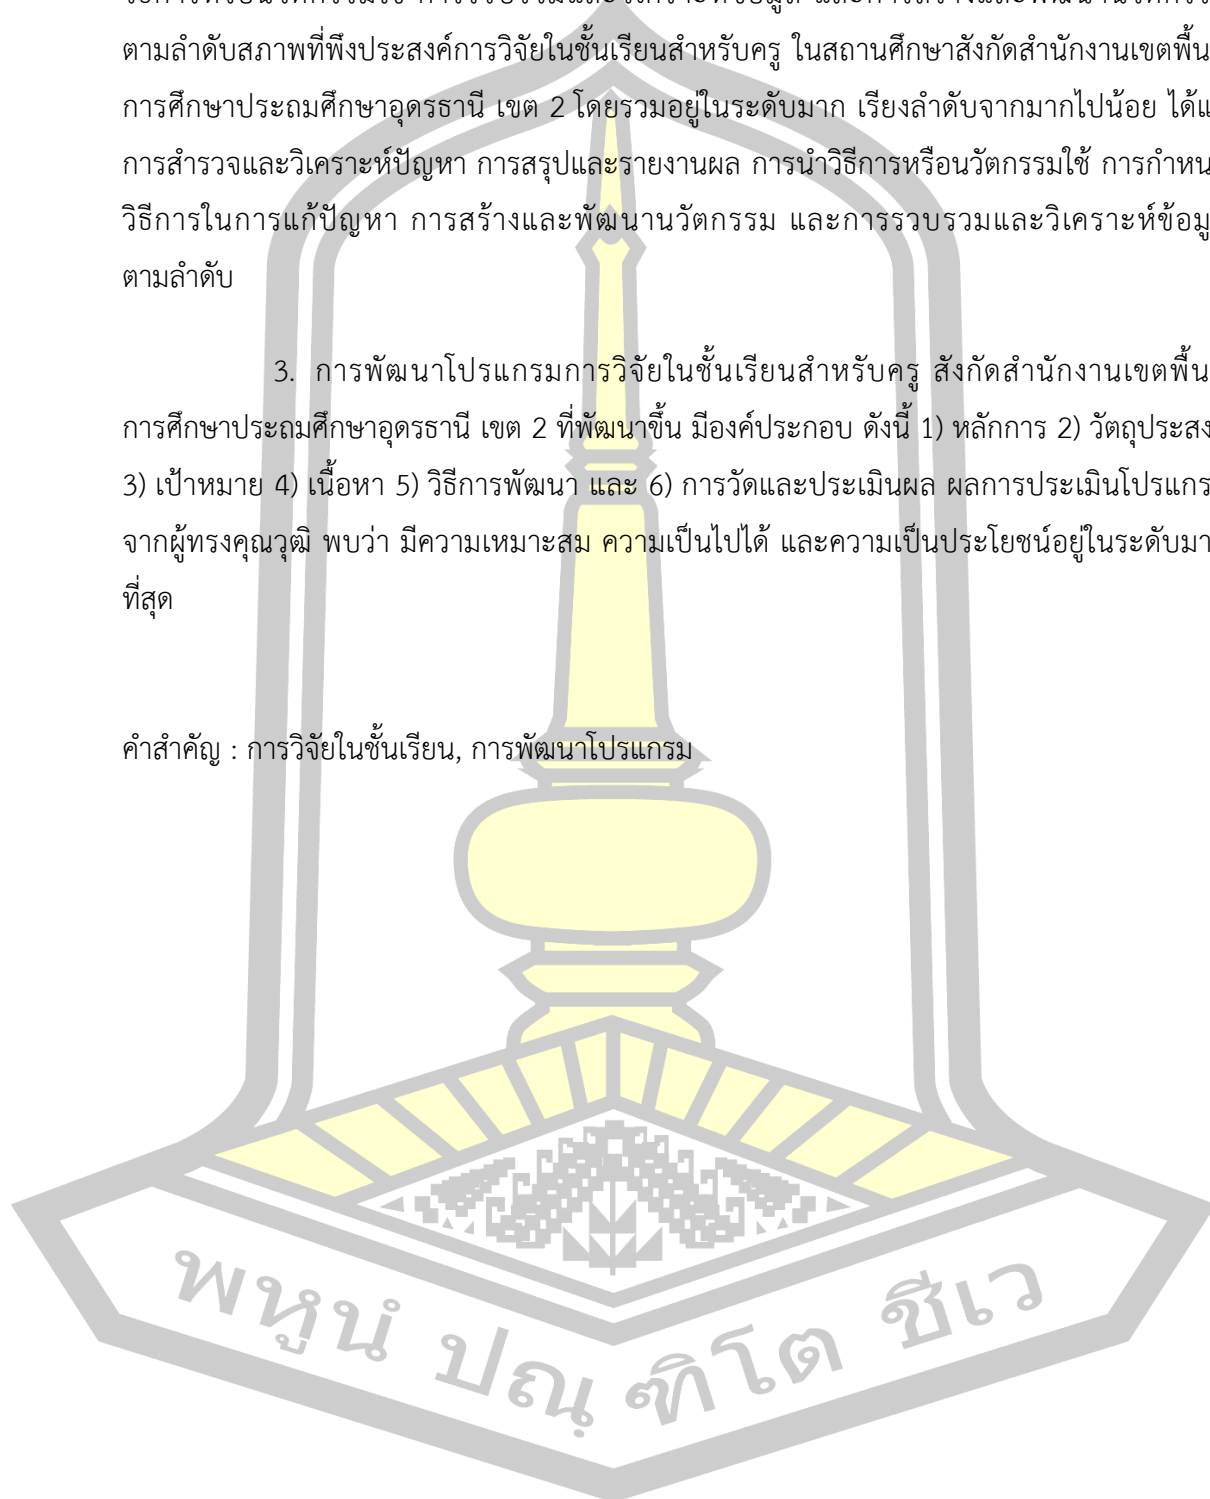 ตามลำดับสภาพที่พึงประสงค์การวิจัยในชั้นเรียนสำหรับครู ในสถานศึกษาสังกัดสำนักงานเขตพื้น
การศึกษาประถมศึกษาอุดรธานี เขต 2 โดยรวมอยู่ในระดับมาก เรียงลำดับจากมากไปน้อย ได้แ
การสำรวจและวิเคราะห์ปัญหา การสรุปและรายงานผล การนำวิธีการหรือนวัตกรรมใช้ การกำหน
วิธีการในการแก้ปัญหา การสร้างและพัฒนานวัตกรรม และการรวบรวมและวิเคราะห์ข้อมู
ตามลำดับ
3. การพัฒนาโปรแกรมการวิจัยในชั้นเรียนสำหรับครู สังกัดสำนักงานเขตพื้น
การศึกษาประถมศึกษาอุดรธานี เขต 2 ที่พัฒนาขึ้น มีองค์ประกอบ ดังนี้ 1) หลักการ 2) วัตถุประสง
3) เป้าหมาย 4) เนื้อหา 5) วิธีการพัฒนา และ 6) การวัดและประเมินผล ผลการประเมินโปรแกร
จากผู้ทรงคุณวุฒิ พบว่า มีความเหมาะสม ความเป็นไปได้ และความเป็นประโยชน์อยู่ในระดับมา
ที่สุด
คำสำคัญ : การวิจัยในชั้นเรียน, การพัฒนาโปรแกรม
พหูนํ ปณฺฑิโต ชีเว